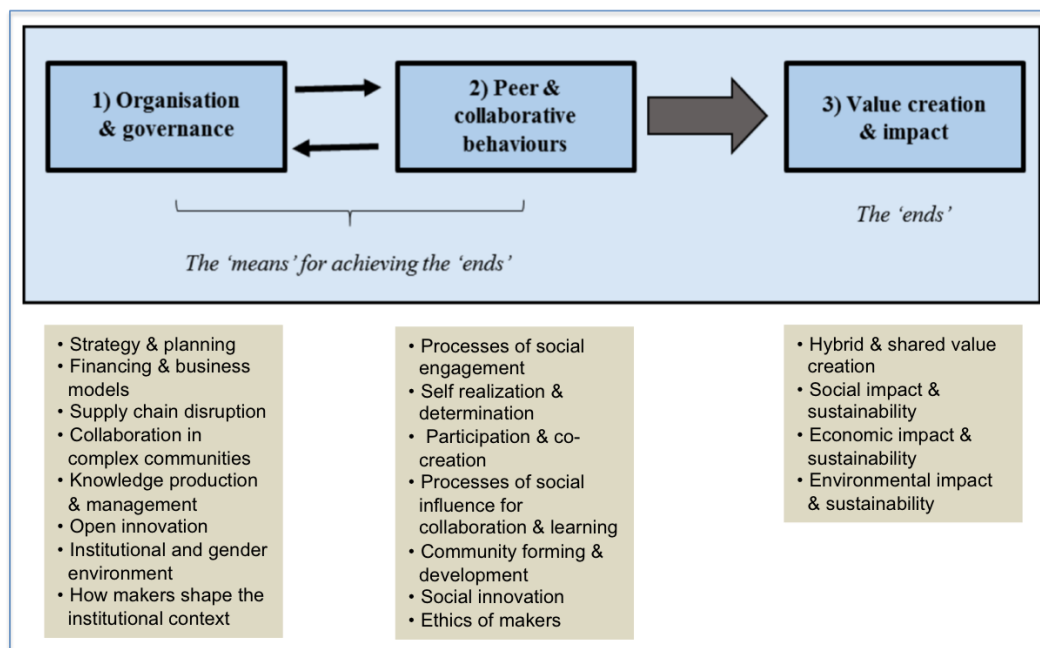 1) Organisation
& governance
2) Peer &
collaborative
behaviours
3) Value creation
& impact
The 'ends'
The 'means' for achieving the 'ends'
• Strategy & planning
• Financing & business
models
• Supply chain disruption
• Collaboration in
complex communities
• Knowledge production
& management
• Open innovation
• Institutional and gender
environment
• How makers shape the
institutional context
• Processes of social
engagement
• Self realization &
determination
• Participation & co-
creation
• Processes of social
influence for
collaboration & learning
• Community forming &
development
• Social innovation
• Ethics of makers
• Hybrid & shared value
creation
• Social impact &
sustainability
• Economic impact &
sustainability
• Environmental impact
& sustainability